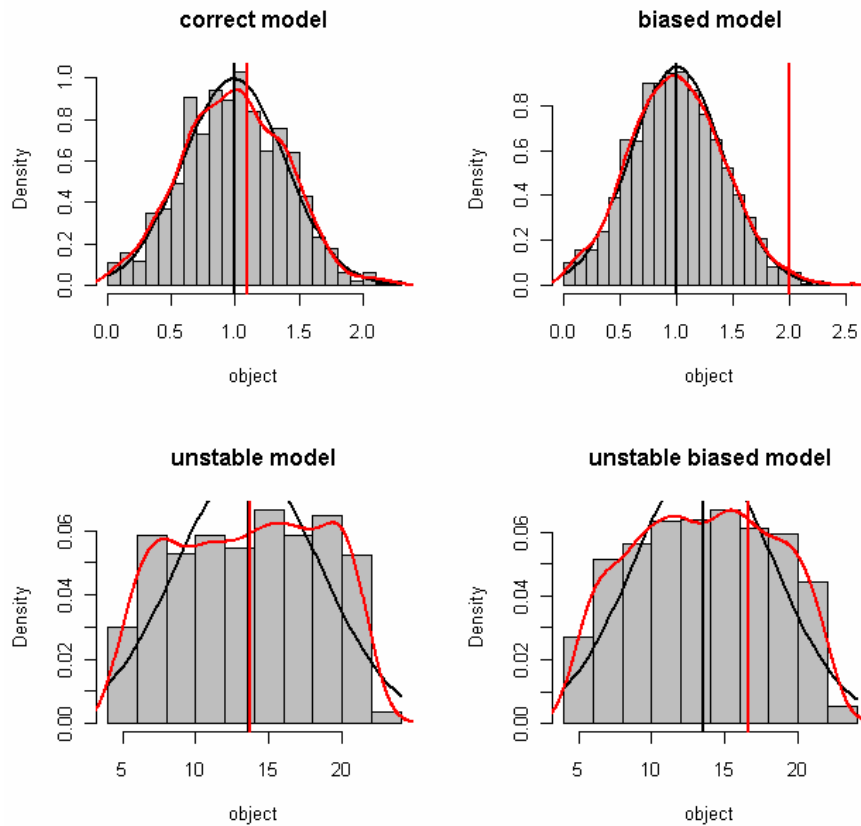 correct model
Density
0.0 0.2 0.4 0.6 0.8 1.0
0.0 0.5 1.0 1.5 2.0
object
biased model
Density
0.0 0.2 0.4 0.6 0.8
0.0 0.5 1.0 1.5 2.0 2.5
object
unstable model
Density
0.00 0.02 0.04 0.06
5 10 15 20
object
unstable biased model
Density
0.00 0.02 0.04 0.06
5 10 15 20
object